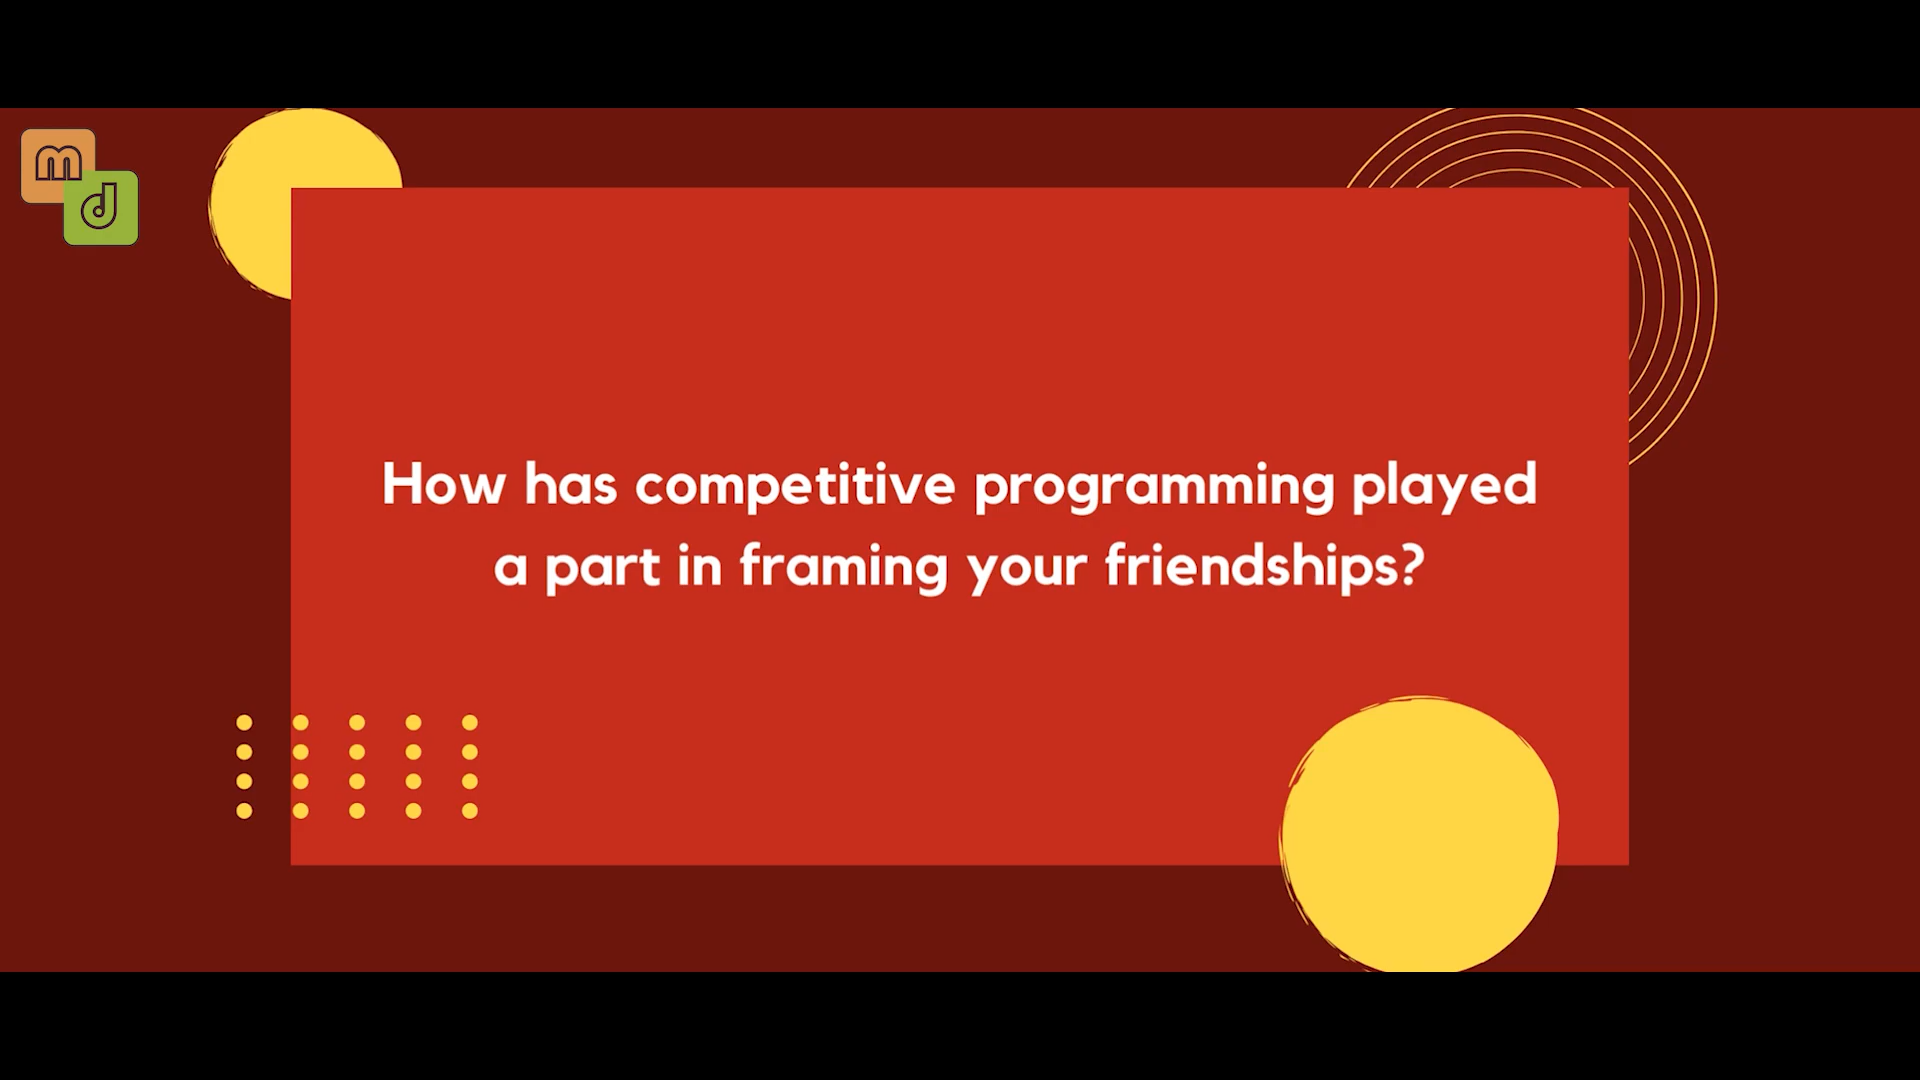 m
d
How has competitive programming played
a part in framing your friendships?